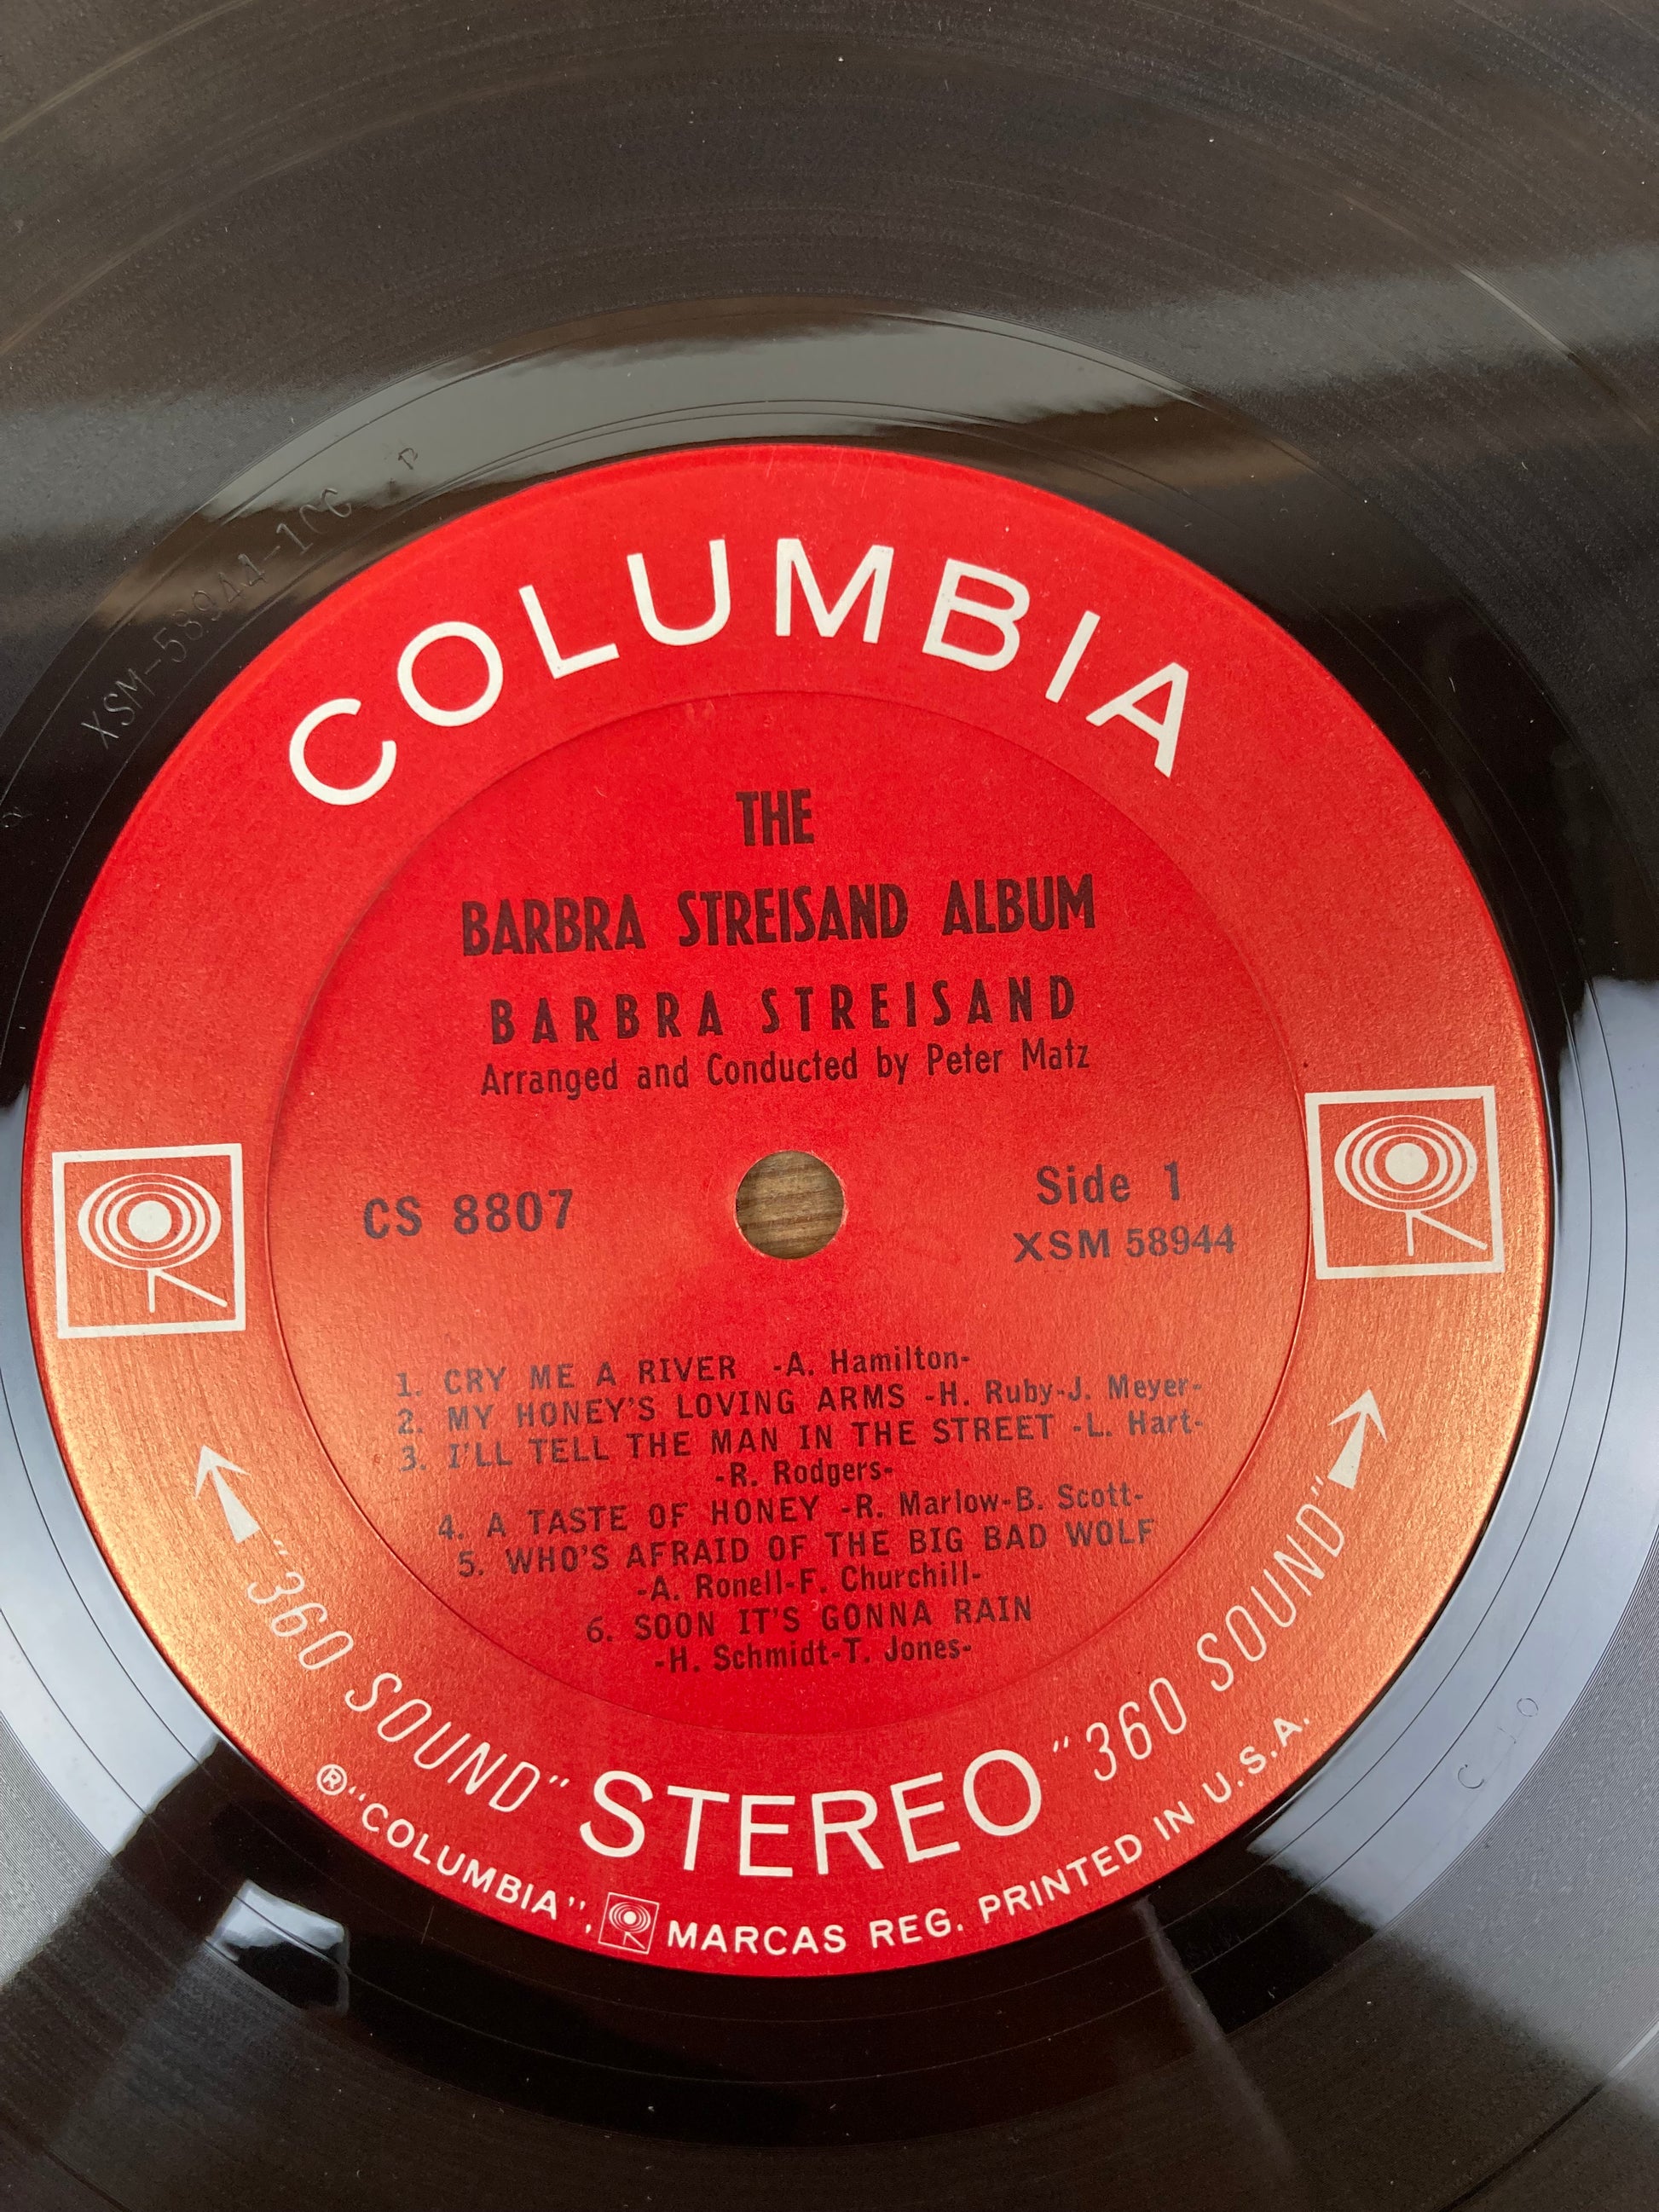 XSM-58944-1
P
COLUMBIA
THE
BARBRA STREISAND ALBUM
BARBRA STREISAND
Arranged and Conducted by Peter Matz
CS 8807
Side 1
XSM 58944
1. CRY ME A RIVER -A. Hamilton-
2. MY HONEY'S LOVING ARMS -H. Ruby-J. Meyer-
3. I'LL TELL THE MAN IN THE STREET -L. Hart-
-R. Rodgers-
4. A TASTE OF HONEY -R. Marlow-B. Scott-
5. WHO'S AFRAID OF THE BIG BAD WOLF
-A. Ronell-F. Churchill-
6. SOON IT'S GONNA RAIN
-H. Schmidt-T. Jones-
"360 SOUND" STEREO "360 SOUND"
®"COLUMBIA", MARCAS REG. PRINTED IN U.S.A.